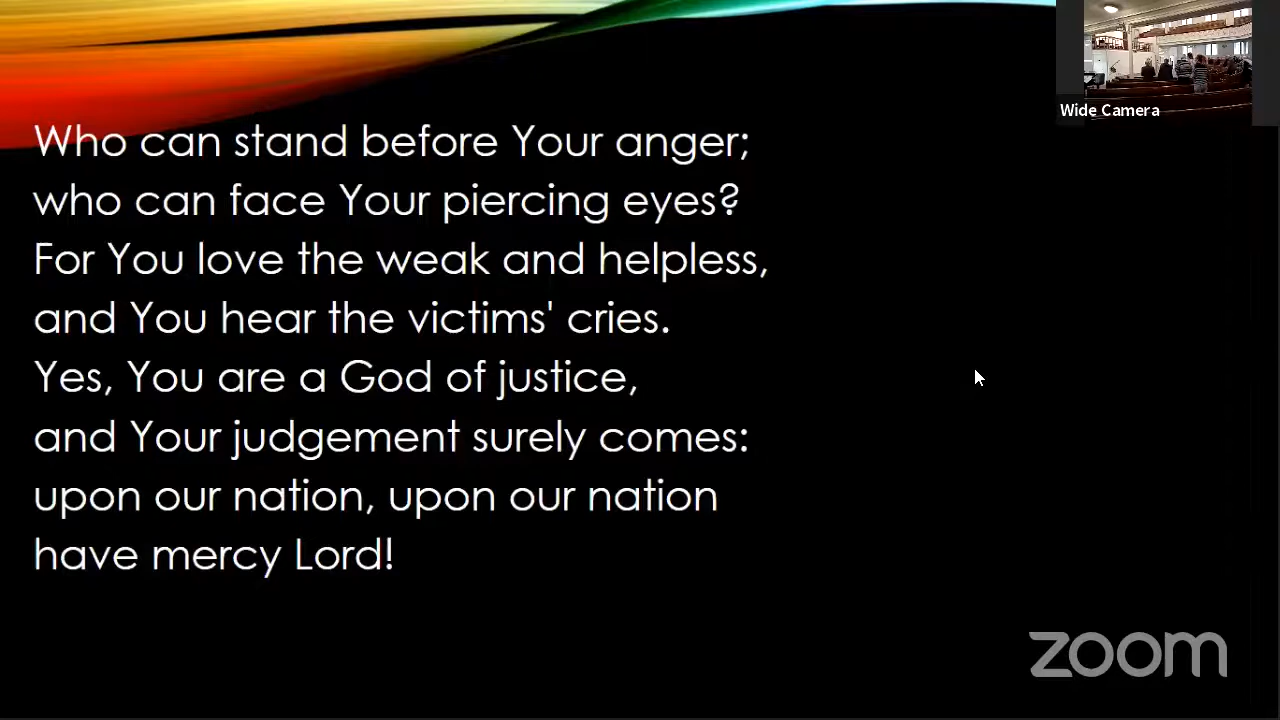 Wide Camera
Who can stand before Your anger;
who can face Your piercing eyes?
For You love the weak and helpless,
and You hear the victims' cries.
Yes, You are a God of justice,
and Your judgement surely comes:
upon our nation, upon our nation
have mercy Lord!
zoom